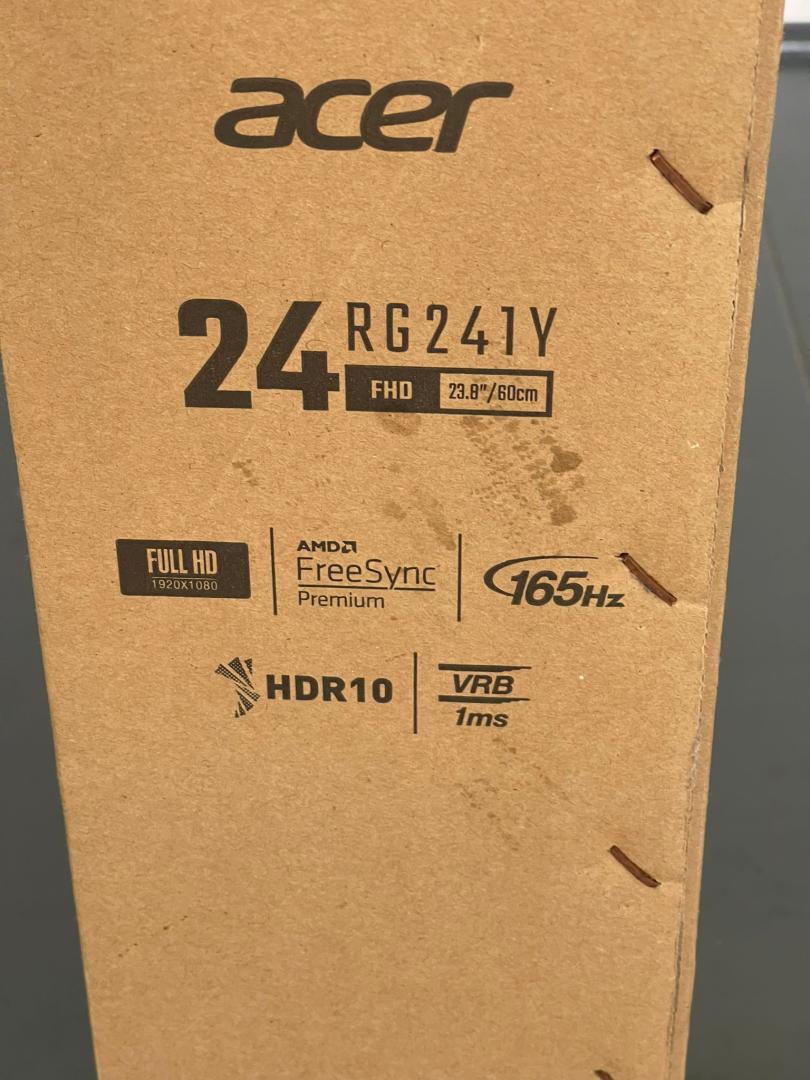 acer
24 RG241Y
FHD 23.8"/60cm
FULL HD
1920X1080
AMD
FreeSync
Premium
165Hz
HDR10
VRB
1ms